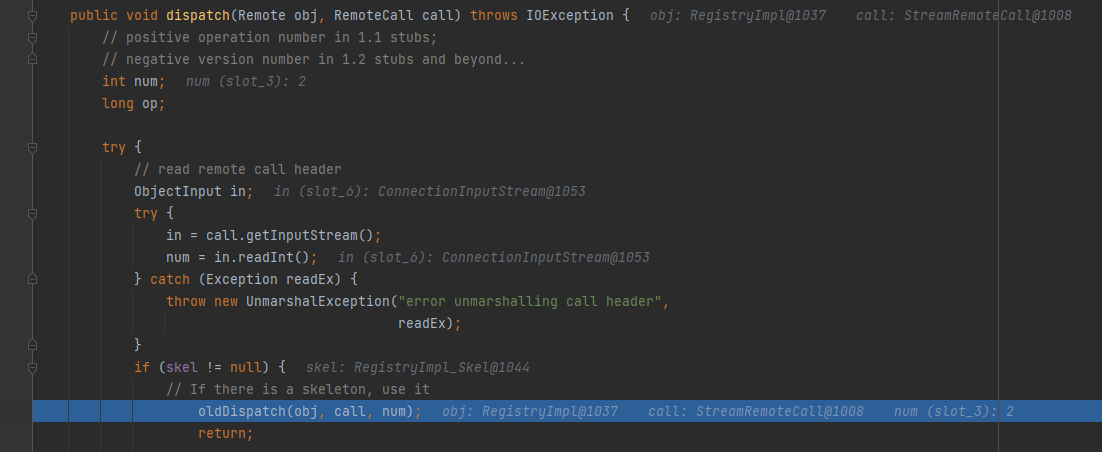 public void dispatch(Remote obj, RemoteCall call) throws IOException {   obj: RegistryImpl@1037   call: StreamRemoteCall@1008
    // positive operation number in 1.1 stubs;
    // negative version number in 1.2 stubs and beyond...
    int num;   num (slot_3): 2
    long op;
    try {
        // read remote call header
        ObjectInput in;   in (slot_6): ConnectionInputStream@1053
        try {
            in = call.getInputStream();
            num = in.readInt();   in (slot_6): ConnectionInputStream@1053
        } catch (Exception readEx) {
            throw new UnmarshalException("error unmarshalling call header",
                                         readEx);
        }
        if (skel != null) {   skel: RegistryImpl_Skel@1044
            // If there is a skeleton, use it
                oldDispatch(obj, call, num);   obj: RegistryImpl@1037   call: StreamRemoteCall@1008   num (slot_3): 2
                return;